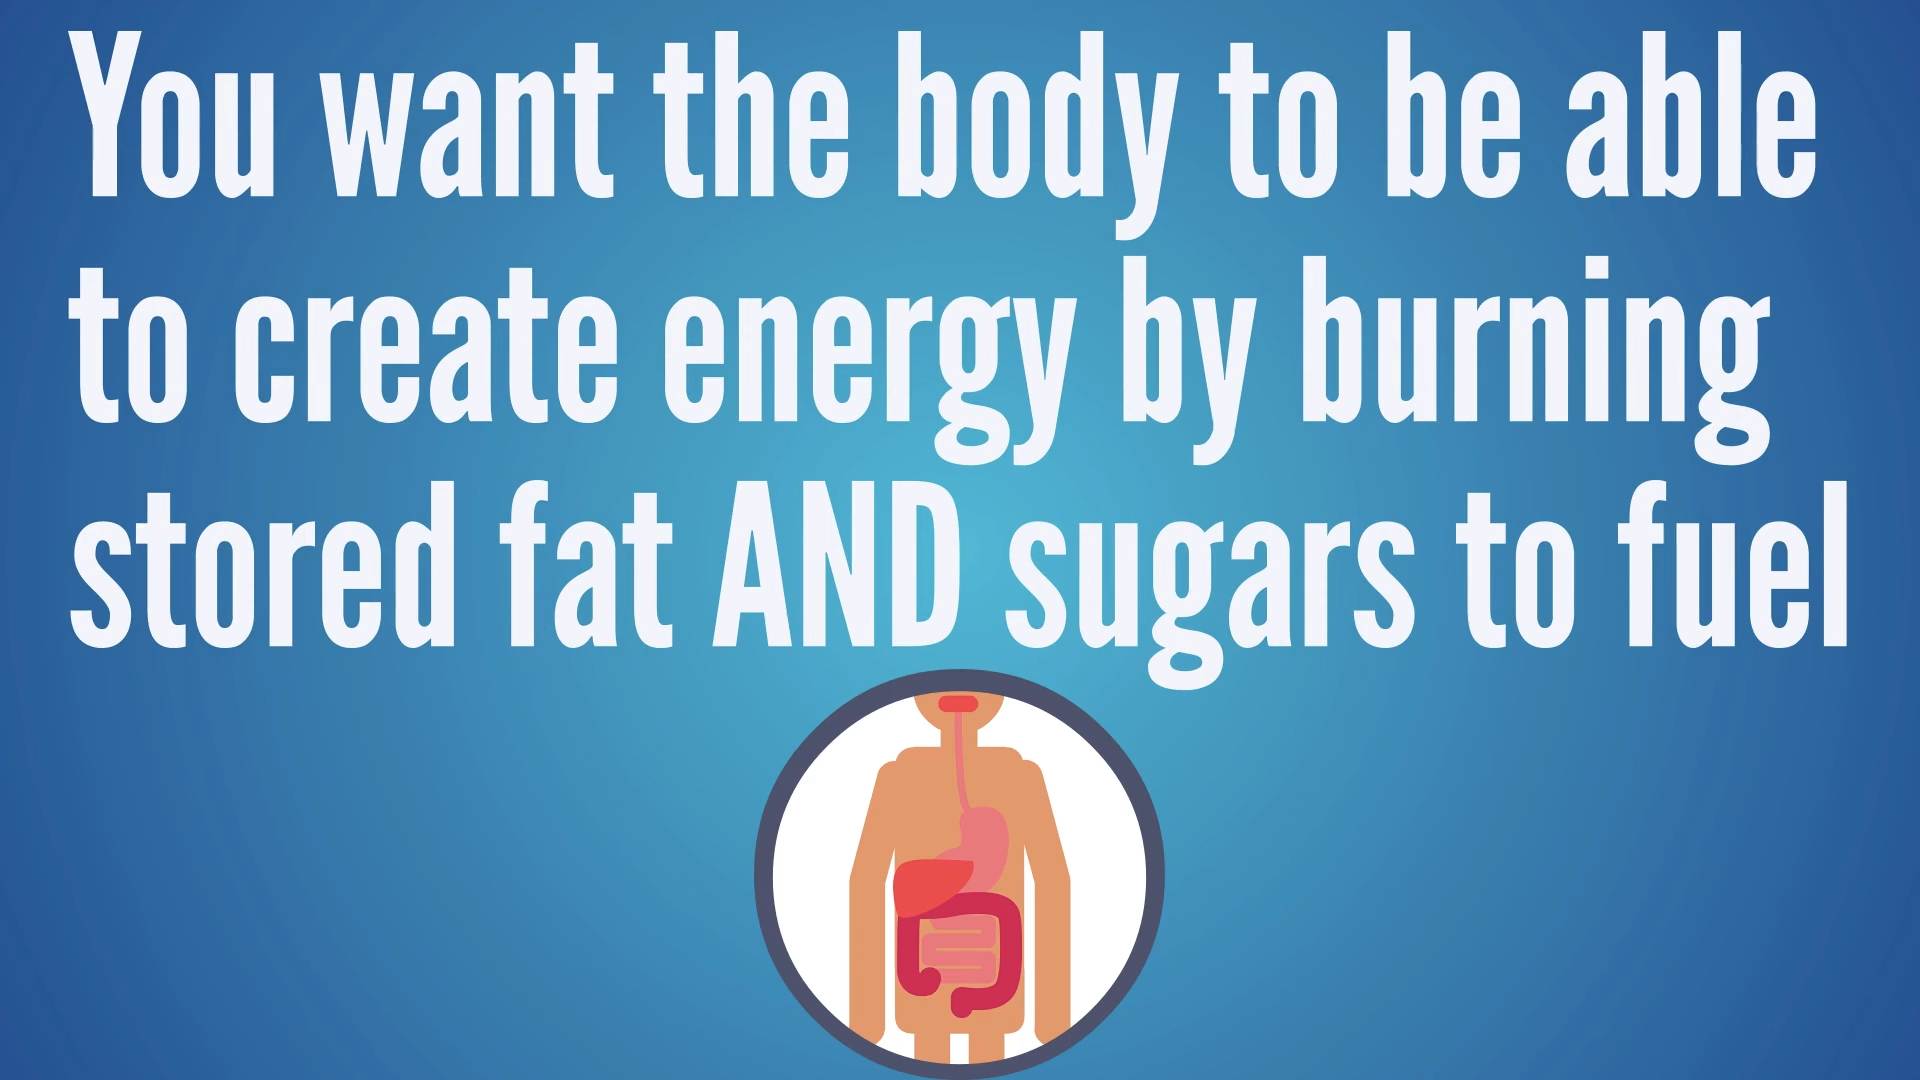 You want the body to be able
to create energy by burning
stored fat AND sugars to fuel